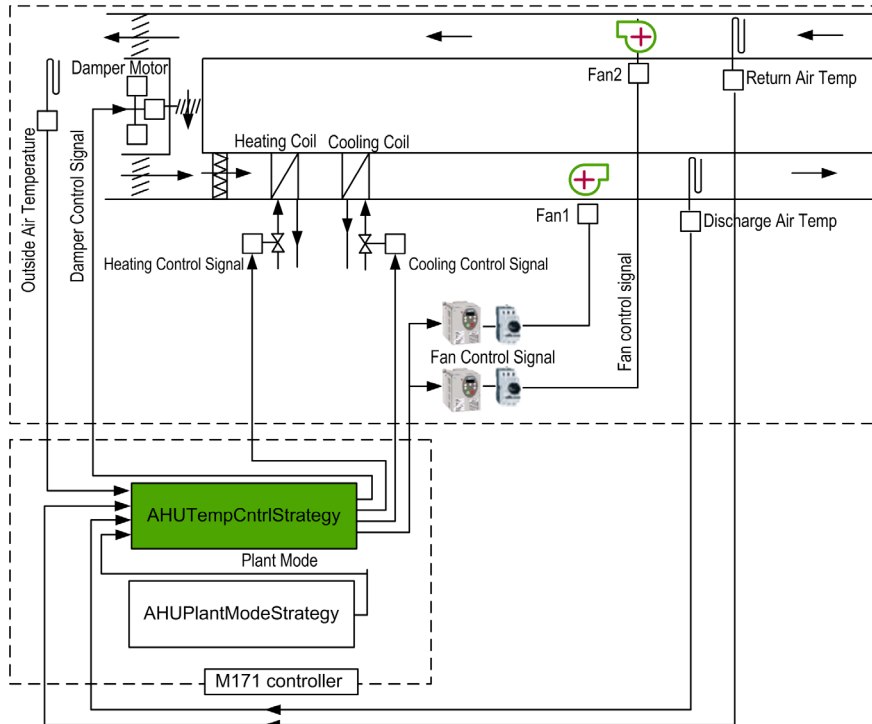 Damper Motor
Fan2
Return Air Temp
Outside Air Temperature
Damper Control Signal
Heating Coil
Cooling Coil
Fan1
Discharge Air Temp
Heating Control Signal
Cooling Control Signal
Fan control signal
Fan Control Signal
AHUTempCntrlStrategy
Plant Mode
AHUPlantModeStrategy
M171 controller